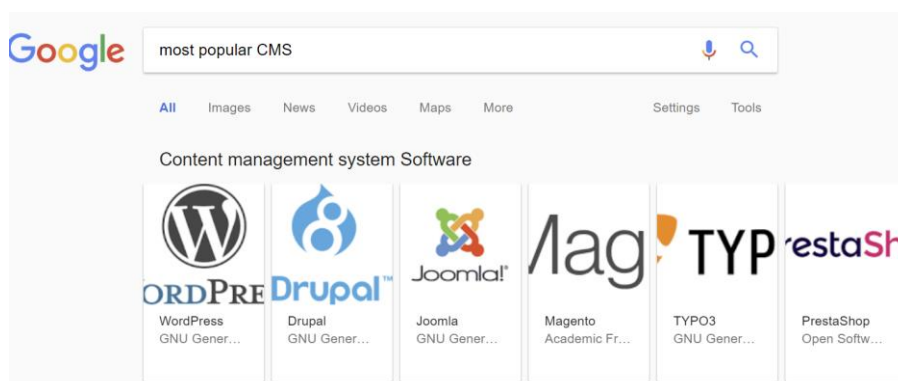 Google
most popular CMS
All Images News Videos Maps More Settings Tools
Content management system Software
W
ORDPRE
8
Drupal™
Joomla!®
Mag
TYP
restaSh
WordPress Drupal Joomla Magento TYPO3 PrestaShop
GNU Gener... GNU Gener... GNU Gener... Academic Fr... GNU Gener... Open Softw...